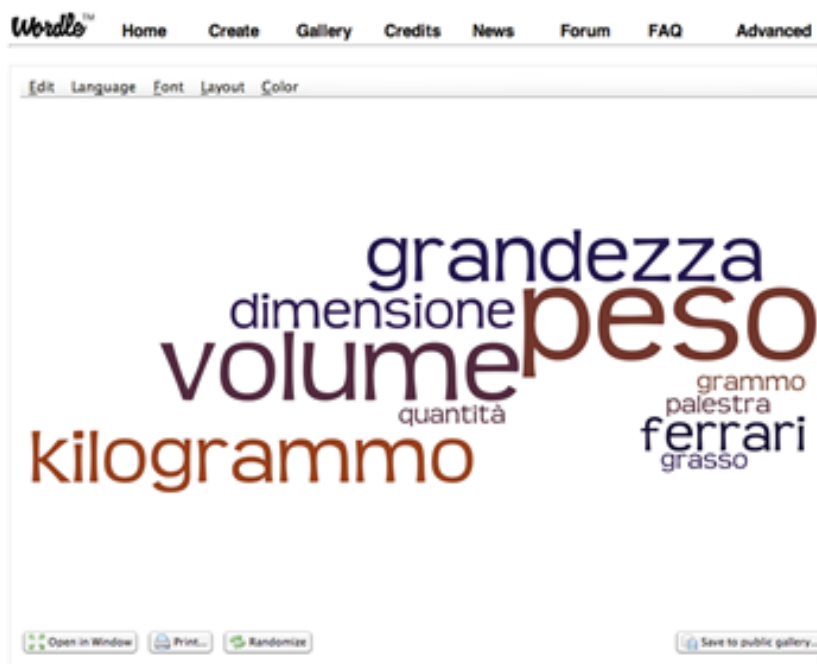 Wordle™ Home Create Gallery Credits News Forum FAQ Advanced
Edit Language Font Layout Color
grandezza
dimensione
peso
volume
grammo
palestra
quantità
ferrari
kilogrammo
grasso
Open in Window Print... Randomize Save to public gallery...